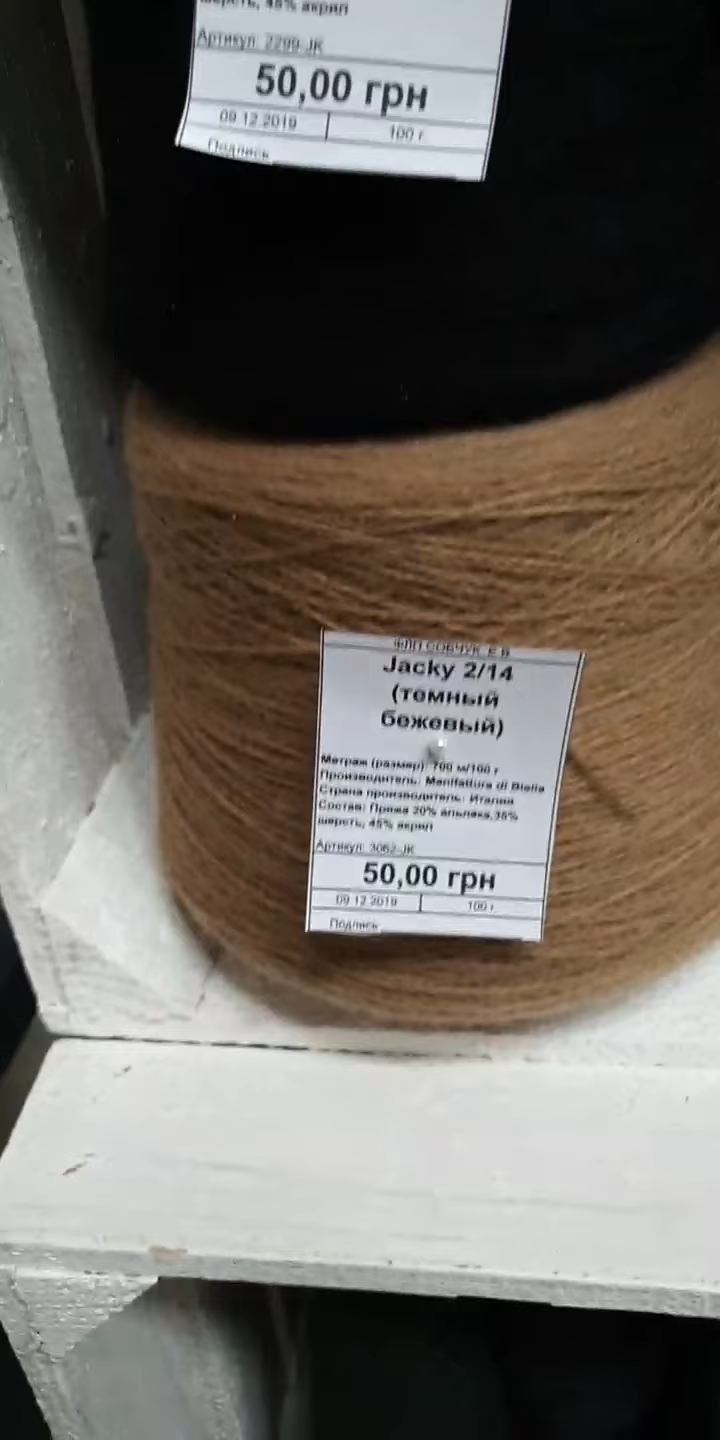 шерсть, 45% акрил
Артикул: 2299-JK
50,00 грн
09.12.2019 100 г
Подпись
ФЛП СОБЧУК Е.В
Jacky 2/14
(темный
бежевый)
Метраж (размер): 700 м/100 г
Производитель: Manifattura di Biella
Страна производитель: Италия
Состав: Пряжа 20% альпака,35%
шерсть, 45% акрил
Артикул: 3062-JK
50,00 грн
09.12.2019 100 г
Подпись